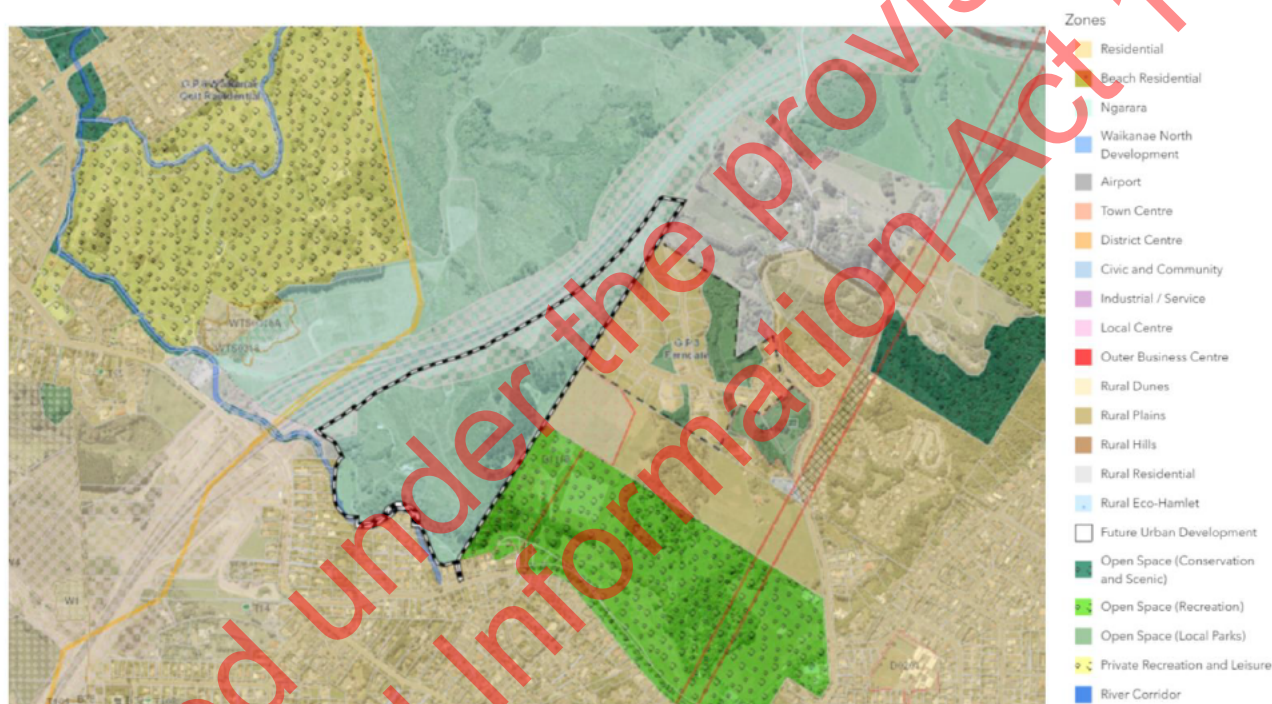 Zones
Residential
Beach Residential
Ngarara
Waikanae North
Development
Airport
Town Centre
District Centre
Civic and Community
Industrial / Service
Local Centre
Outer Business Centre
Rural Dunes
Rural Plains
Rural Hills
Rural Residential
Rural Eco-Hamlet
Future Urban Development
Open Space (Conservation
and Scenic)
Open Space (Recreation)
Open Space (Local Parks)
Private Recreation and Leisure
River Corridor
Ferndale
W1
under the provis
Information Act 1